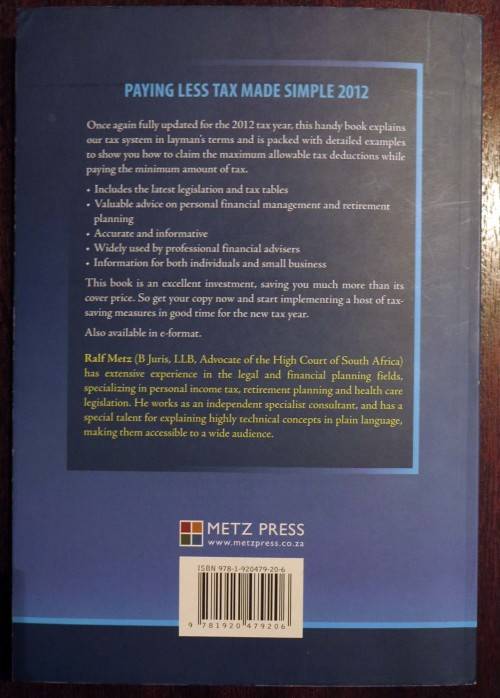 PAYING LESS TAX MADE SIMPLE 2012
Once again fully updated for the 2012 tax year, this handy book explains
our tax system in layman's terms and is packed with detailed examples
to show you how to claim the maximum allowable tax deductions while
paying the minimum amount of tax.
• Includes the latest legislation and tax tables
• Valuable advice on personal financial management and retirement
planning
• Accurate and informative
• Widely used by professional financial advisers
• Information for both individuals and small business
This book is an excellent investment, saving you much more than its
cover price. So get your copy now and start implementing a host of tax-
saving measures in good time for the new tax year.
Also available in e-format.
Ralf Metz (B Juris, LLB, Advocate of the High Court of South Africa)
has extensive experience in the legal and financial planning fields,
specializing in personal income tax, retirement planning and health care
legislation. He works as an independent specialist consultant, and has a
special talent for explaining highly technical concepts in plain language,
making them accessible to a wide audience.
METZ PRESS
www.metzpress.co.za
ISBN 978-1-920479-20-6
9 781920 479206